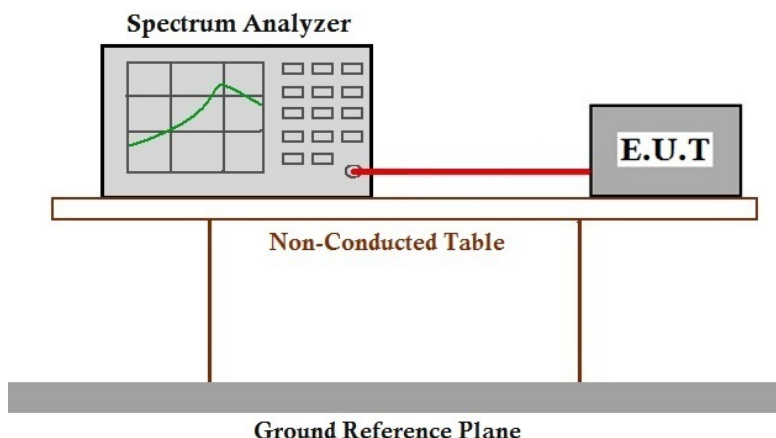 Spectrum Analyzer
E.U.T
Non-Conducted Table
Ground Reference Plane